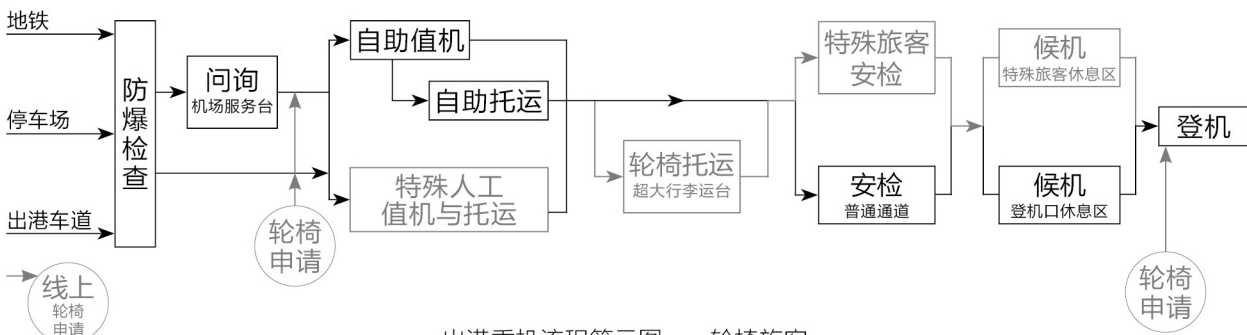 地铁
停车场
出港车道
线上
轮椅
申请
防爆检查
问询
机场服务台
轮椅
申请
自助值机
自助托运
特殊人工
值机与托运
轮椅托运
超大行李运台
特殊旅客
安检
安检
普通通道
候机
特殊旅客休息区
候机
登机口休息区
登机
轮椅
申请